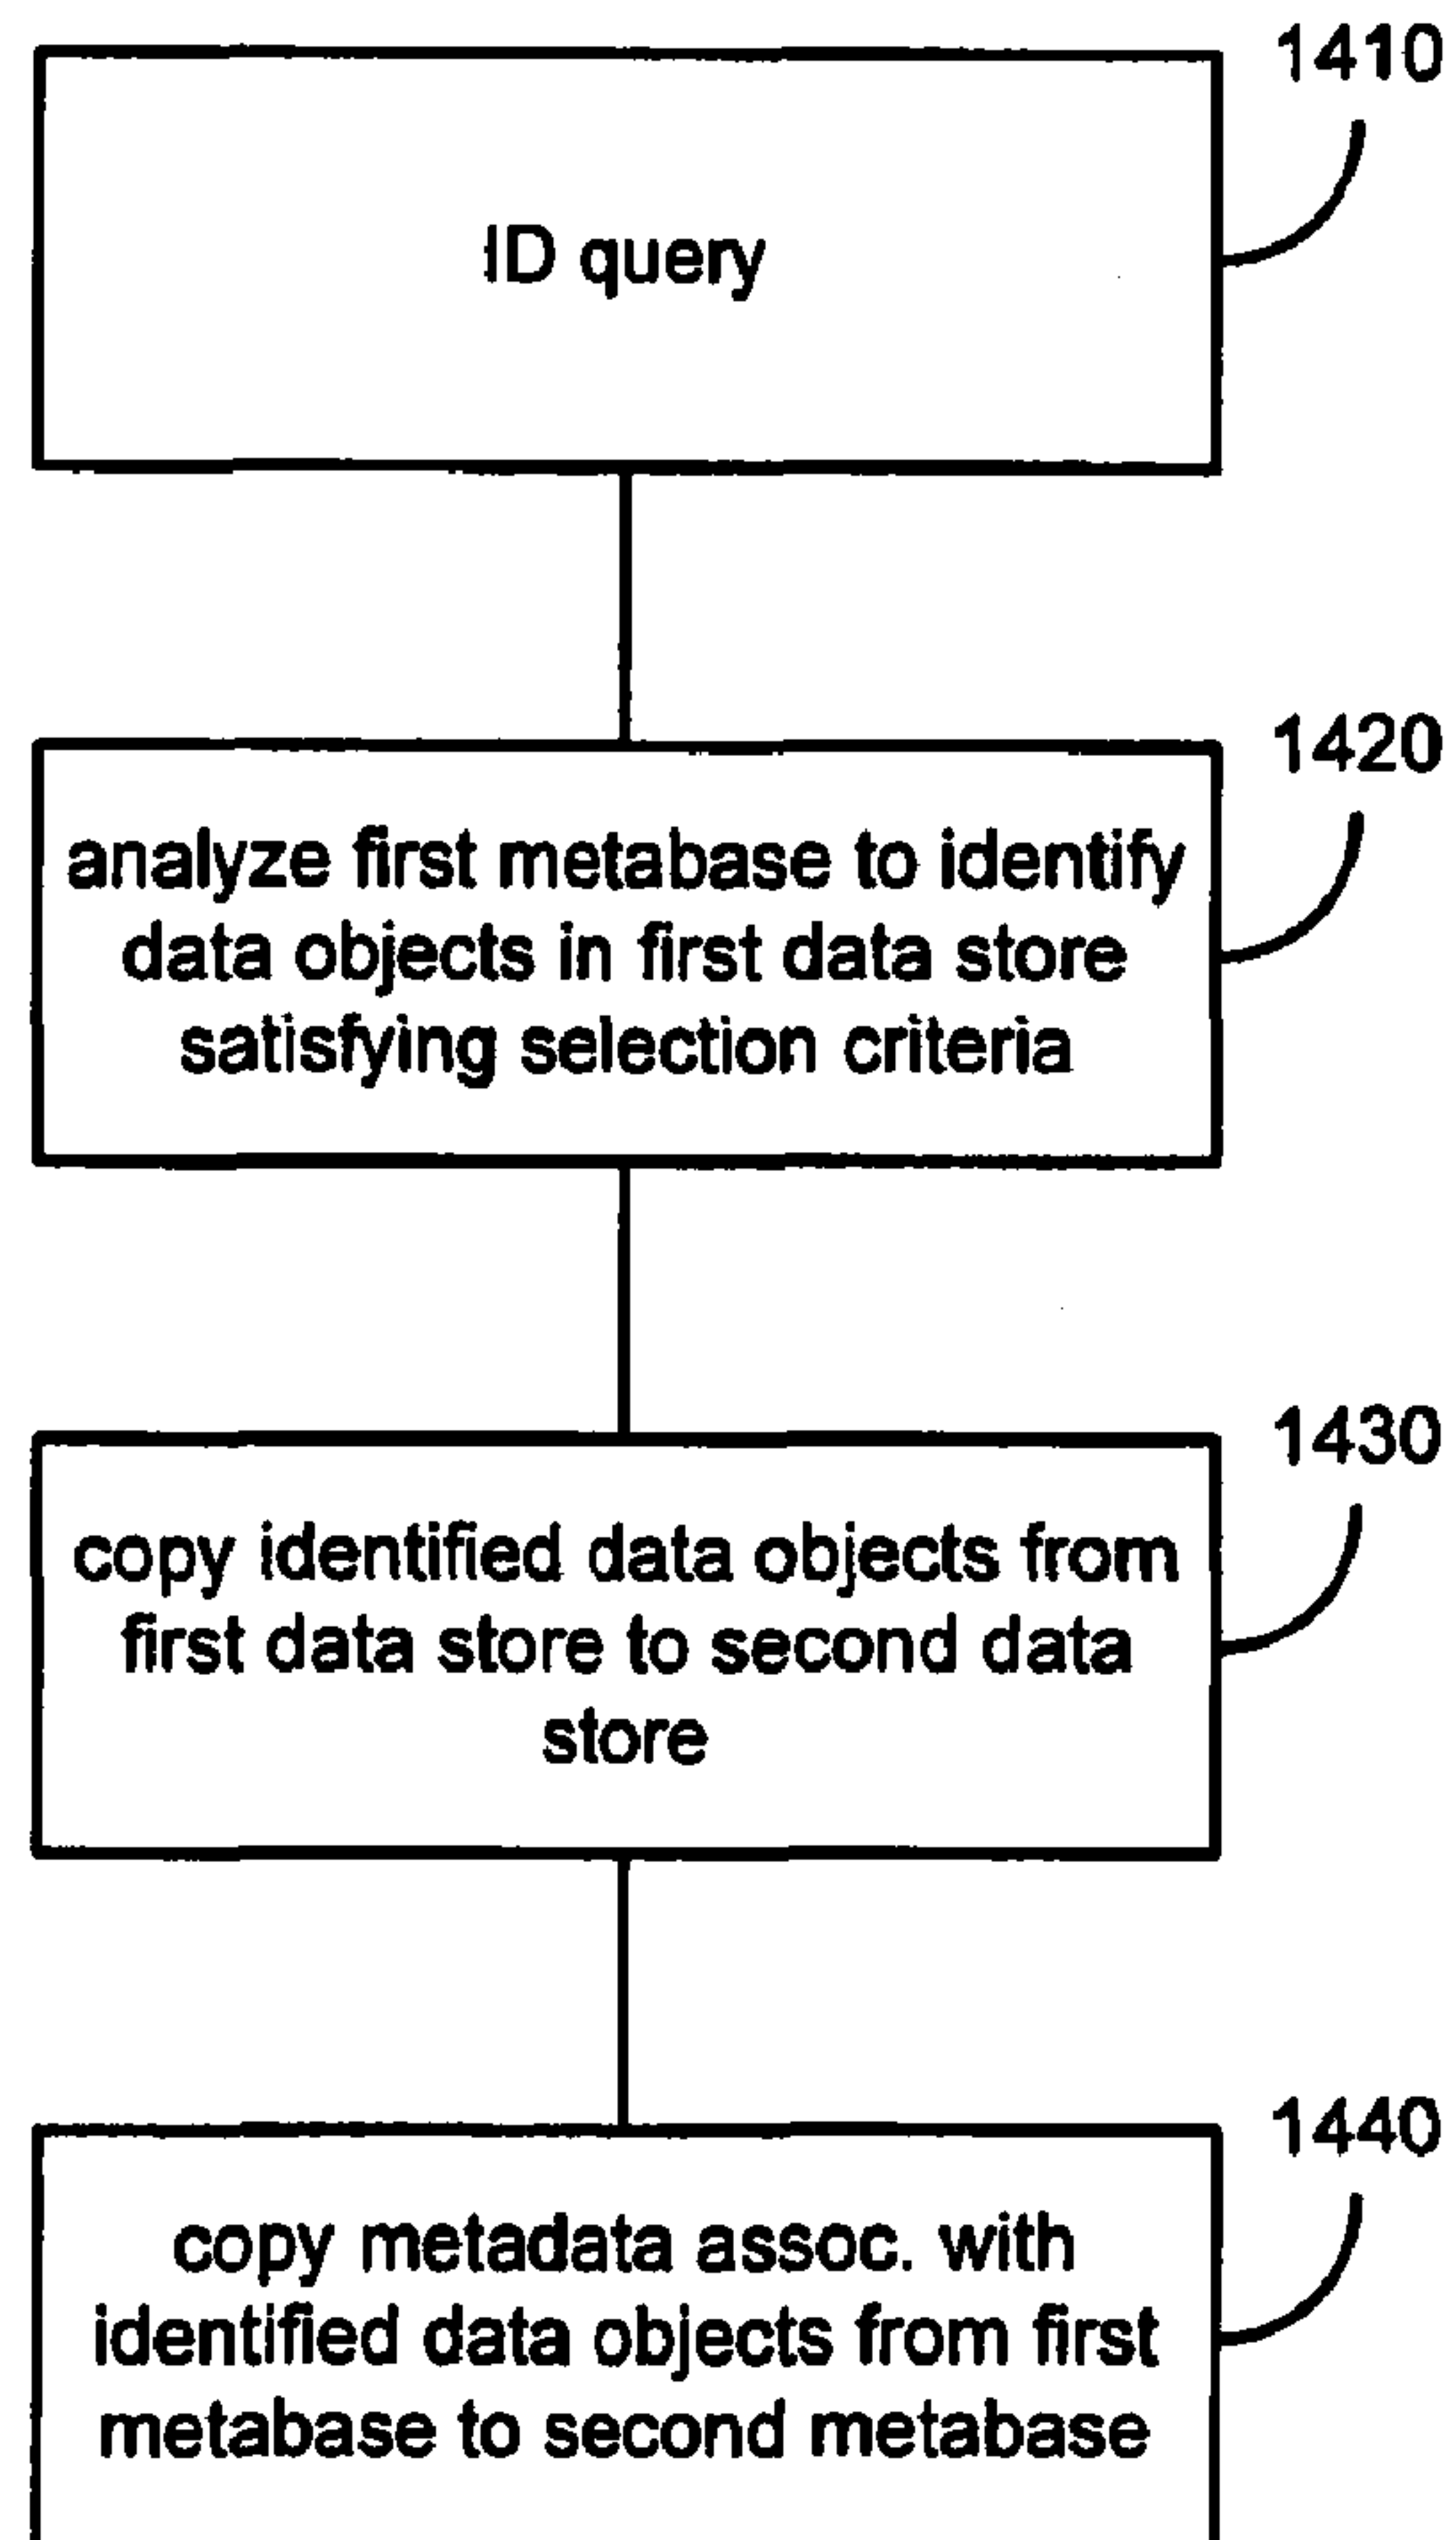 1410
ID query
1420
analyze first metabase to identify
data objects in first data store
satisfying selection criteria
1430
copy identified data objects from
first data store to second data
store
1440
copy metadata assoc. with
identified data objects from first
metabase to second metabase